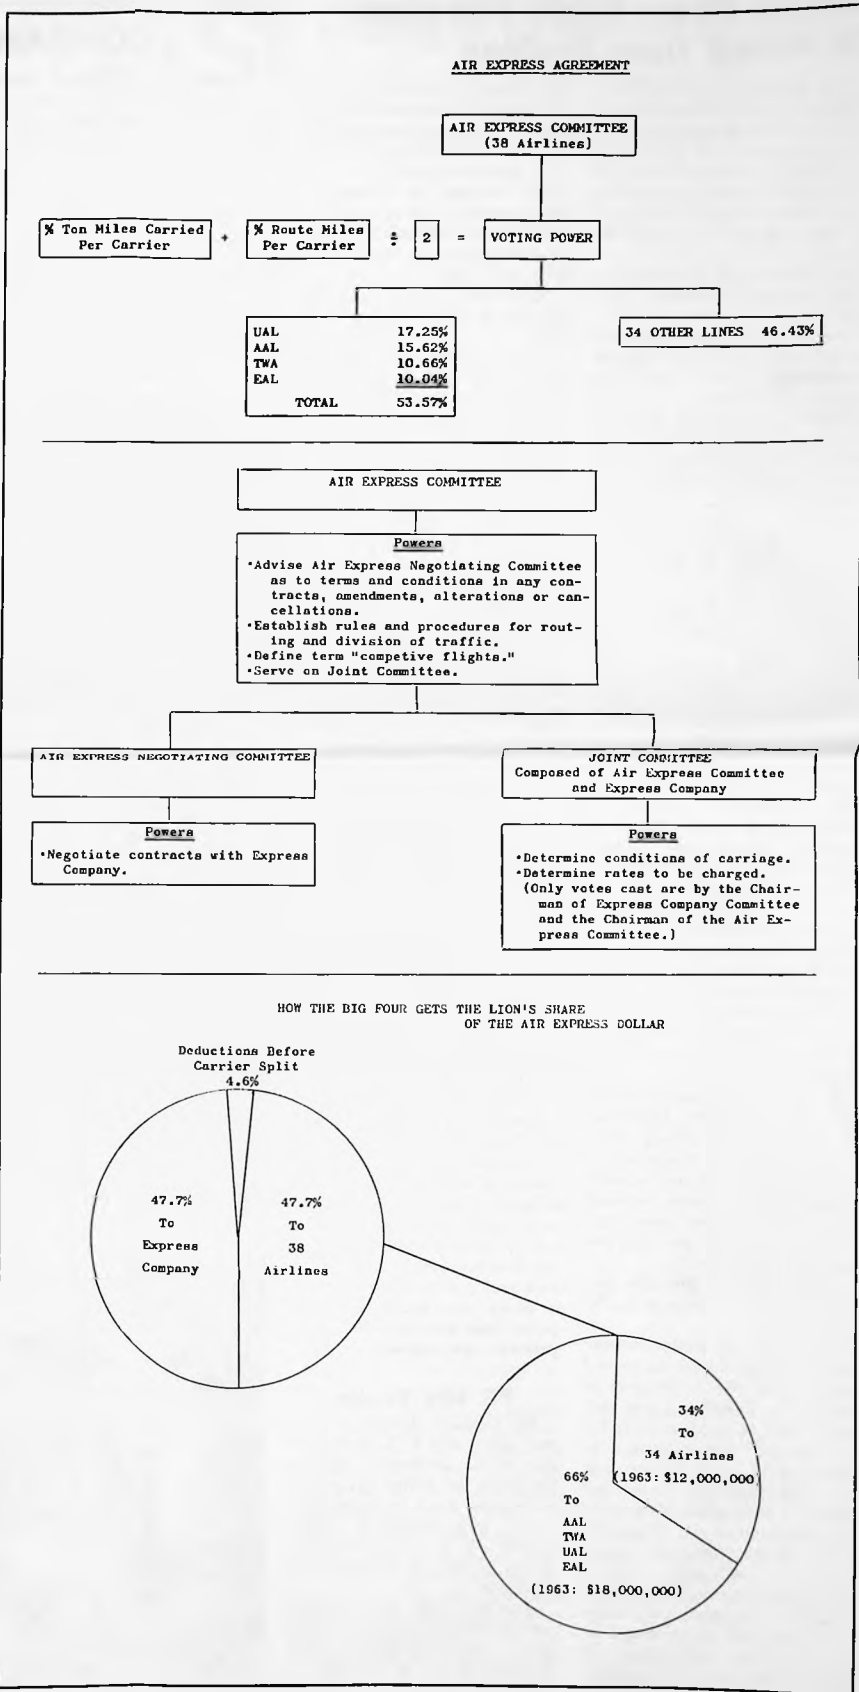 AIR EXPRESS AGREEMENT
AIR EXPRESS COMMITTEE
(38 Airlines)
% Ton Miles Carried
Per Carrier
+
% Route Miles
Per Carrier
÷
2
=
VOTING POWER
UAL 17.25%
AAL 15.62%
TWA 10.66%
EAL 10.04%
TOTAL 53.57%
34 OTHER LINES 46.43%
AIR EXPRESS COMMITTEE
Powers
•Advise Air Express Negotiating Committee
as to terms and conditions in any con-
tracts, amendments, alterations or can-
cellations.
•Establish rules and procedures for rout-
ing and division of traffic.
•Define term "competive flights."
•Serve on Joint Committee.
AIR EXPRESS NEGOTIATING COMMITTEE
Powers
•Negotiate contracts with Express
Company.
JOINT COMMITTEE
Composed of Air Express Committee
and Express Company
Powers
•Determine conditions of carriage.
•Determine rates to be charged.
(Only votes cast are by the Chair-
man of Express Company Committee
and the Chairman of the Air Ex-
press Committee.)
HOW THE BIG FOUR GETS THE LION'S SHARE
OF THE AIR EXPRESS DOLLAR
Deductions Before
Carrier Split
4.6%
47.7%
To
Express
Company
47.7%
To
38
Airlines
34%
To
34 Airlines
(1963: $12,000,000)
66%
To
AAL
TWA
UAL
EAL
(1963: $18,000,000)